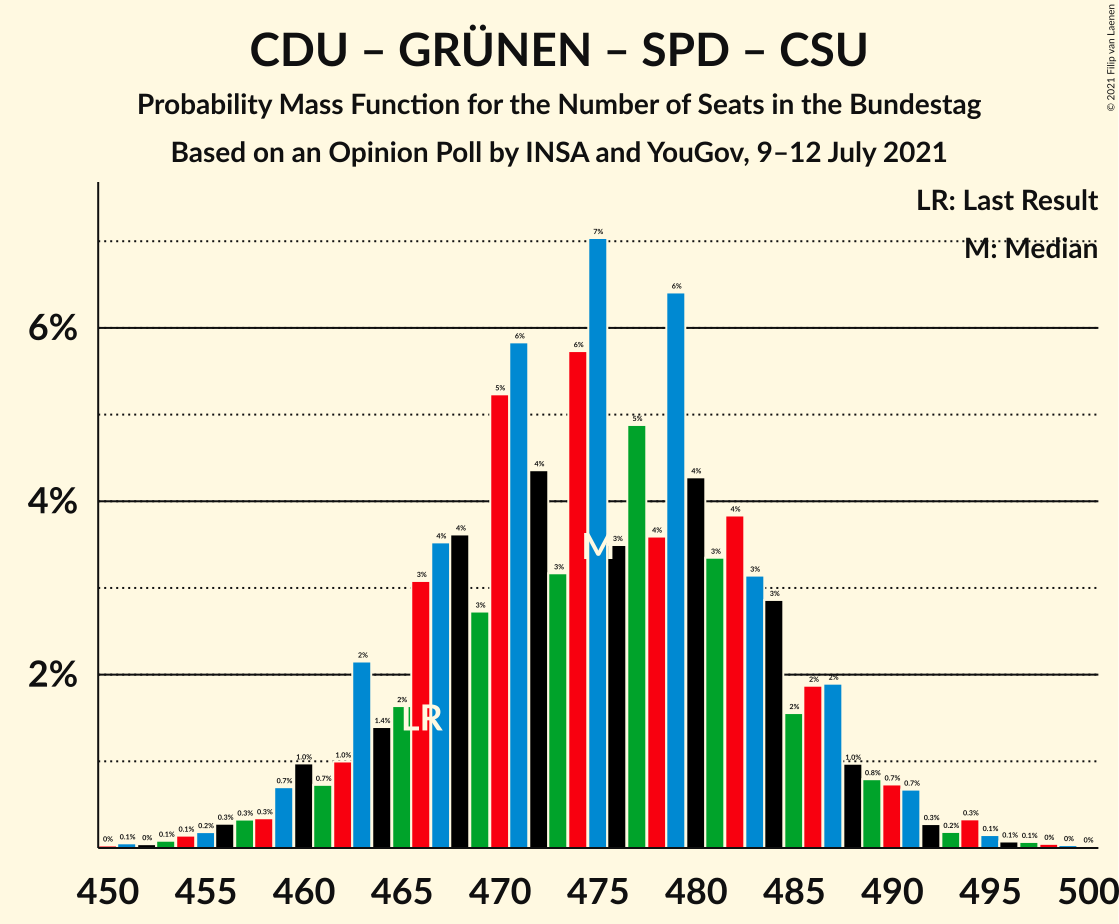 CDU – GRÜNEN – SPD – CSU
Probability Mass Function for the Number of Seats in the Bundestag
Based on an Opinion Poll by INSA and YouGov, 9–12 July 2021
© 2021 Filip van Laenen
LR: Last Result
M: Median
6%
4%
2%
0% 0.1% 0% 0.1% 0.1% 0.2% 0.3% 0.3% 0.3% 0.7% 1.0% 0.7% 1.0% 2% 1.4% 2% 3% 4% 4% 3% 5% 6% 4% 3% 6% 7% 3% 5% 4% 6% 4% 3% 4% 3% 3% 2% 2% 2% 1.0% 0.8% 0.7% 0.7% 0.3% 0.2% 0.3% 0.1% 0.1% 0.1% 0% 0% 0%
M
LR
450 455 460 465 470 475 480 485 490 495 500